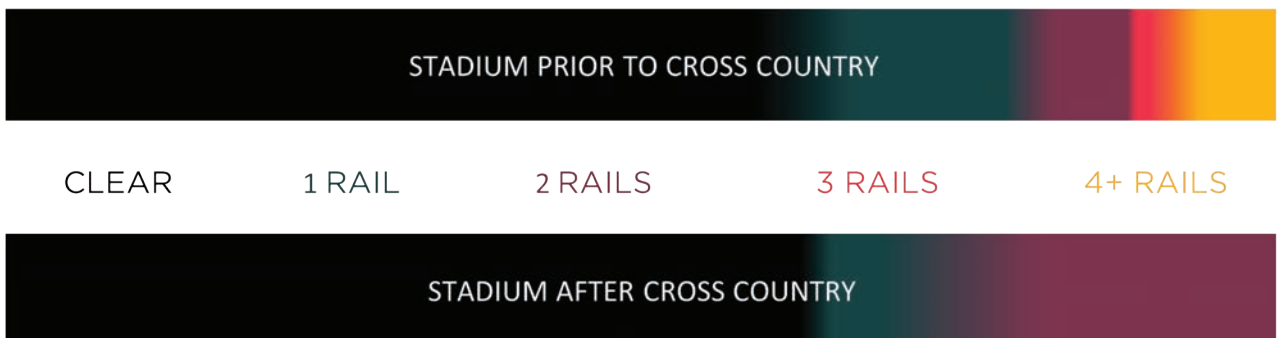 STADIUM PRIOR TO CROSS COUNTRY
CLEAR 1 RAIL 2 RAILS 3 RAILS 4+ RAILS
STADIUM AFTER CROSS COUNTRY